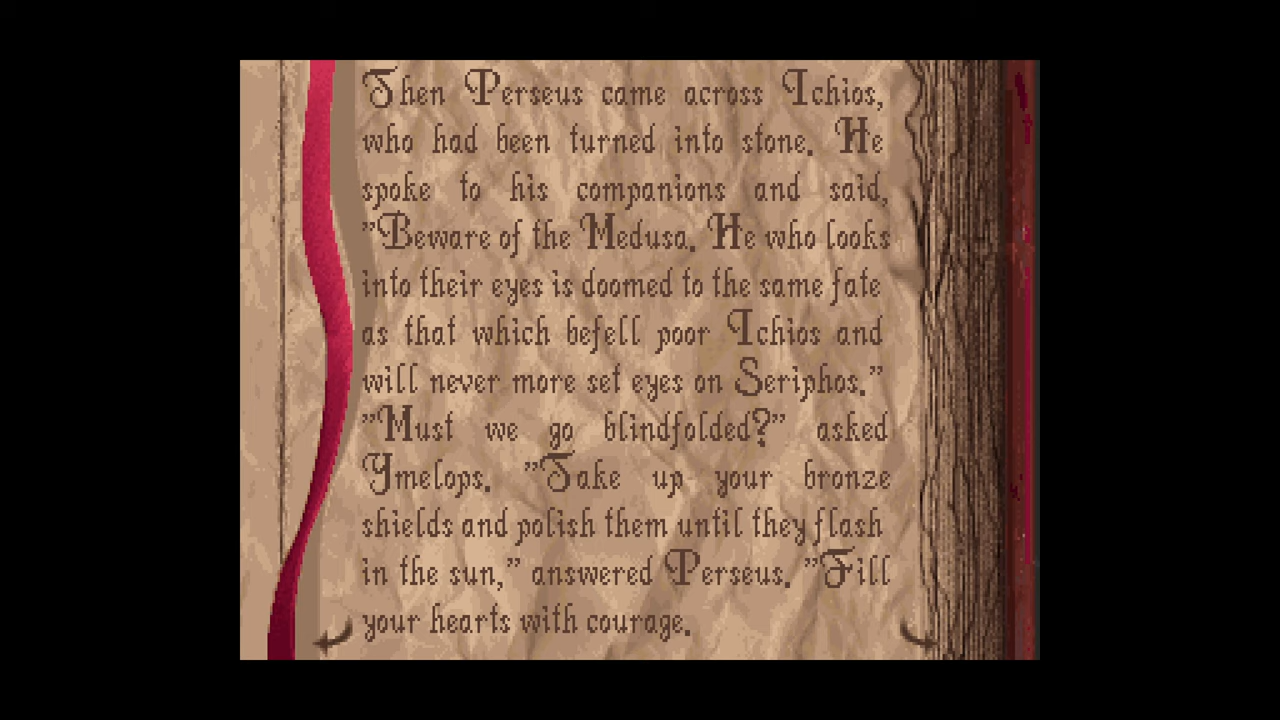 Then Perseus came across Ichios,
who had been turned into stone. He
spoke to his companions and said,
"Beware of the Medusa. He who looks
into their eyes is doomed to the same fate
as that which befell poor Ichios and
will never more set eyes on Seriphos."
"Must we go blindfolded?" asked
Ymelops. "Take up your bronze
shields and polish them until they flash
in the sun," answered Perseus. "Fill
your hearts with courage.